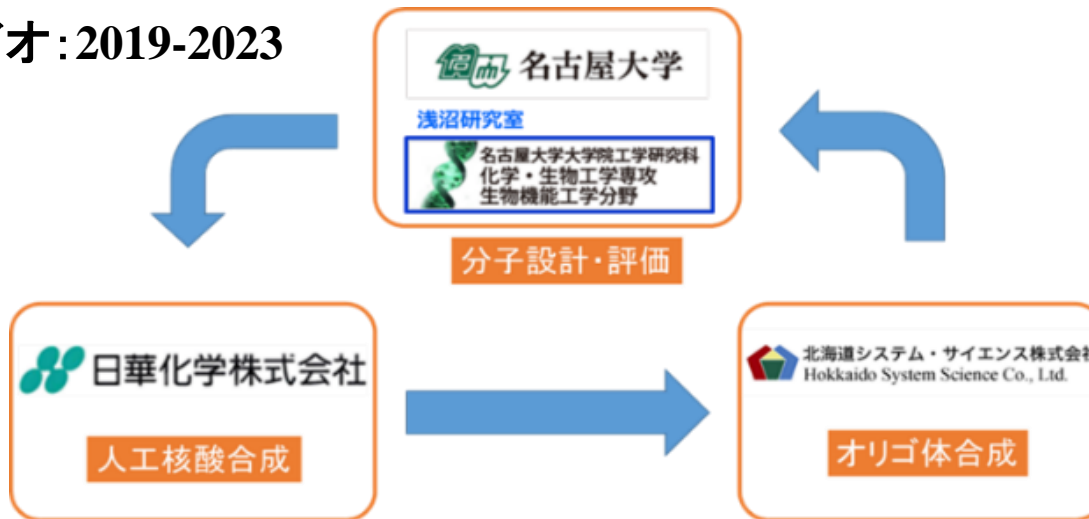 オ：2019-2023
名古屋大学
浅沼研究室
名古屋大学大学院工学研究科
化学・生物工学専攻
生物機能工学分野
分子設計・評価
日華化学株式会社
人工核酸合成
北海道システム・サイエンス株式会社
Hokkaido System Science Co., Ltd.
オリゴ体合成